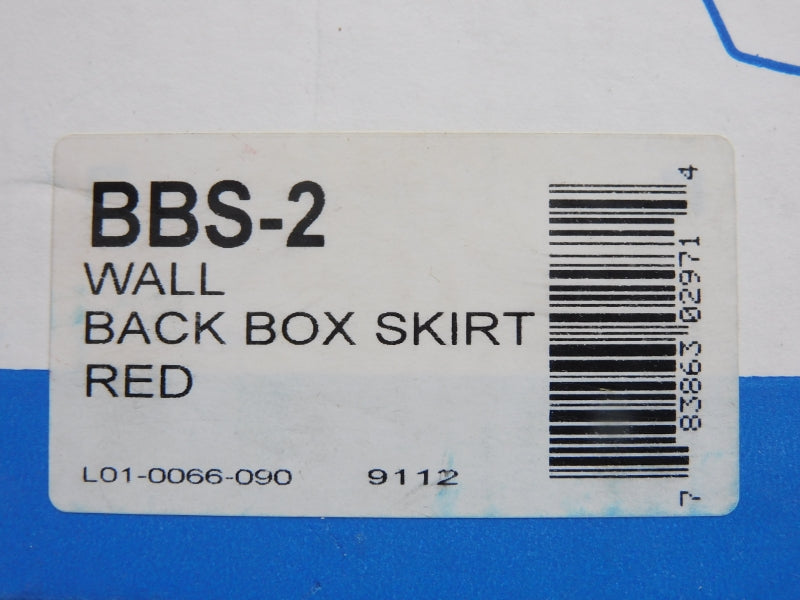 BBS-2
WALL
BACK BOX SKIRT
RED
L01-0066-090 9112
7 83863 02971 4